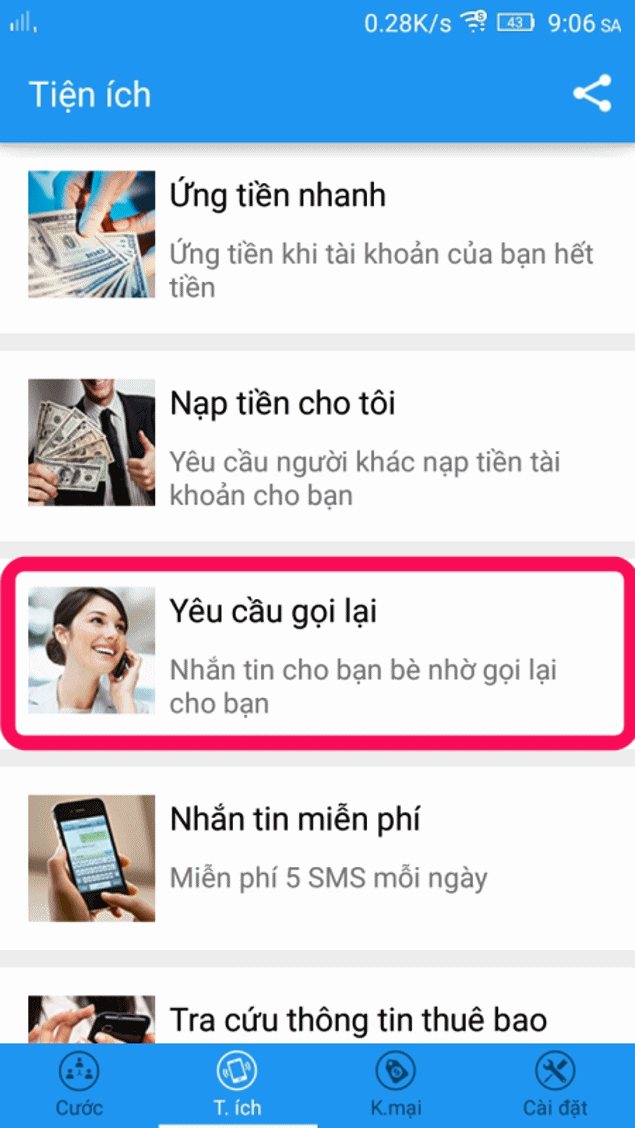 0.28K/s 43 9:06 SA
Tiện ích
Ứng tiền nhanh
Ứng tiền khi tài khoản của bạn hết
tiền
Nạp tiền cho tôi
Yêu cầu người khác nạp tiền tài
khoản cho bạn
Yêu cầu gọi lại
Nhắn tin cho bạn bè nhờ gọi lại
cho bạn
Nhắn tin miễn phí
Miễn phí 5 SMS mỗi ngày
Tra cứu thông tin thuê bao
Cước T. ích K.mại Cài đặt